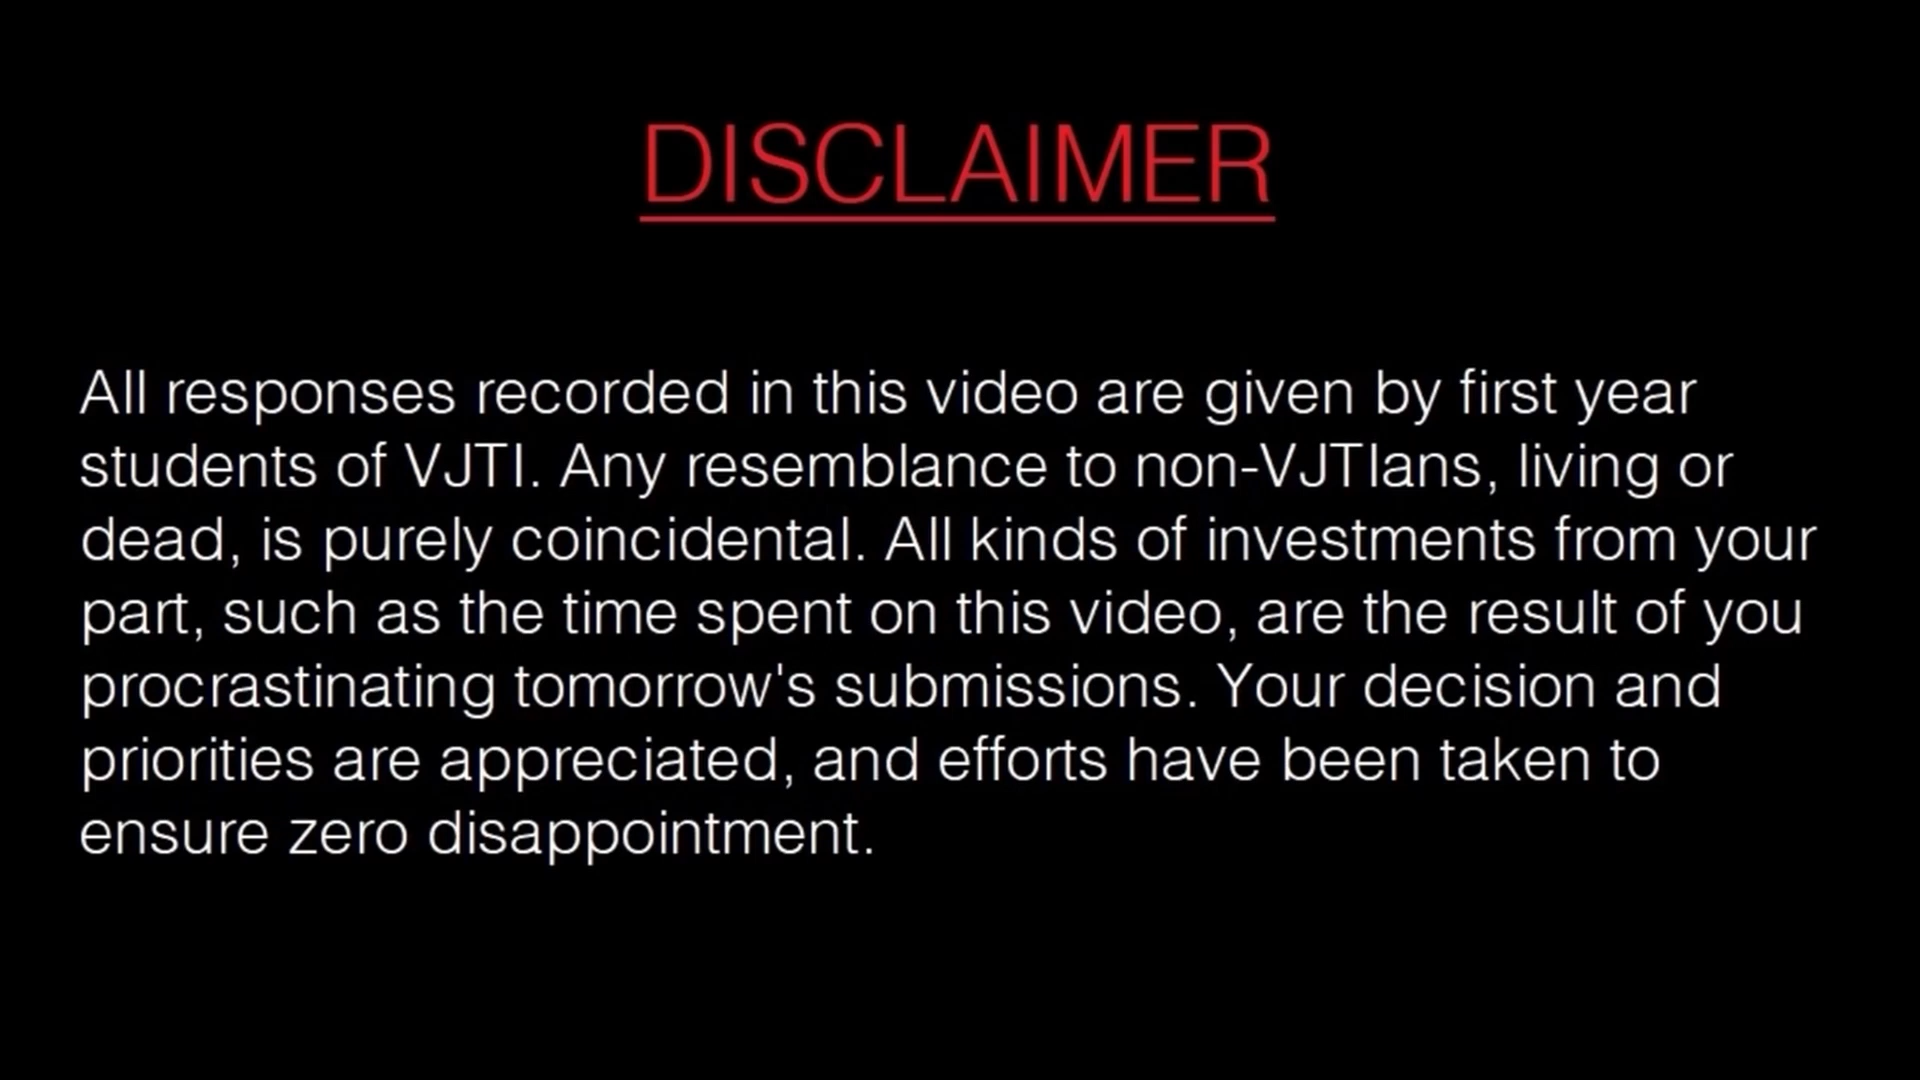 DISCLAIMER
All responses recorded in this video are given by first year
students of VJTI. Any resemblance to non-VJTIans, living or
dead, is purely coincidental. All kinds of investments from your
part, such as the time spent on this video, are the result of you
procrastinating tomorrow's submissions. Your decision and
priorities are appreciated, and efforts have been taken to
ensure zero disappointment.